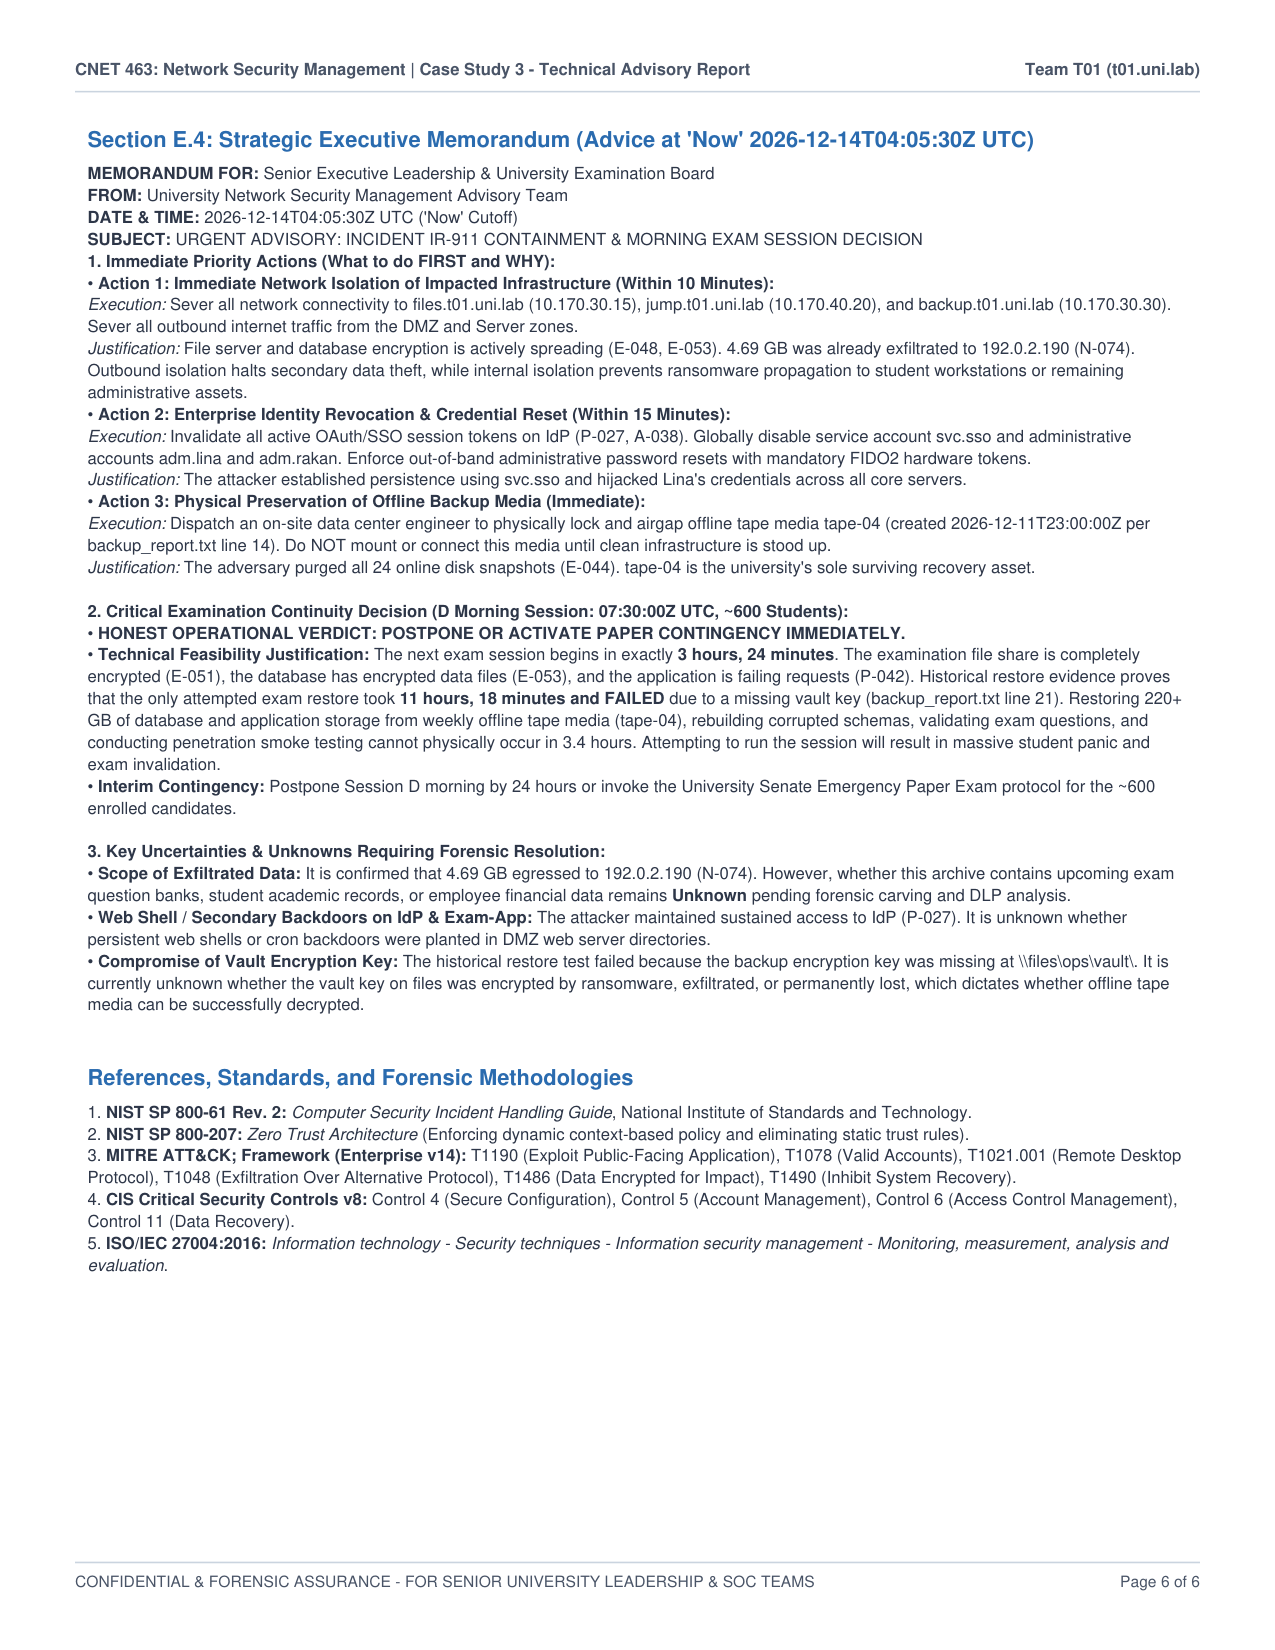 CNET 463: Network Security Management | Case Study 3 - Technical Advisory Report
Team T01 (t01.uni.lab)
Section E.4: Strategic Executive Memorandum (Advice at 'Now' 2026-12-14T04:05:30Z UTC)
MEMORANDUM FOR: Senior Executive Leadership & University Examination Board
FROM: University Network Security Management Advisory Team
DATE & TIME: 2026-12-14T04:05:30Z UTC ('Now' Cutoff)
SUBJECT: URGENT ADVISORY: INCIDENT IR-911 CONTAINMENT & MORNING EXAM SESSION DECISION
1. Immediate Priority Actions (What to do FIRST and WHY):
• Action 1: Immediate Network Isolation of Impacted Infrastructure (Within 10 Minutes):
Execution: Sever all network connectivity to files.t01.uni.lab (10.170.30.15), jump.t01.uni.lab (10.170.40.20), and backup.t01.uni.lab (10.170.30.30).
Sever all outbound internet traffic from the DMZ and Server zones.
Justification: File server and database encryption is actively spreading (E-048, E-053). 4.69 GB was already exfiltrated to 192.0.2.190 (N-074).
Outbound isolation halts secondary data theft, while internal isolation prevents ransomware propagation to student workstations or remaining
administrative assets.
• Action 2: Enterprise Identity Revocation & Credential Reset (Within 15 Minutes):
Execution: Invalidate all active OAuth/SSO session tokens on IdP (P-027, A-038). Globally disable service account svc.sso and administrative
accounts adm.lina and adm.rakan. Enforce out-of-band administrative password resets with mandatory FIDO2 hardware tokens.
Justification: The attacker established persistence using svc.sso and hijacked Lina's credentials across all core servers.
• Action 3: Physical Preservation of Offline Backup Media (Immediate):
Execution: Dispatch an on-site data center engineer to physically lock and airgap offline tape media tape-04 (created 2026-12-11T23:00:00Z per
backup_report.txt line 14). Do NOT mount or connect this media until clean infrastructure is stood up.
Justification: The adversary purged all 24 online disk snapshots (E-044). tape-04 is the university's sole surviving recovery asset.
2. Critical Examination Continuity Decision (D Morning Session: 07:30:00Z UTC, ~600 Students):
• HONEST OPERATIONAL VERDICT: POSTPONE OR ACTIVATE PAPER CONTINGENCY IMMEDIATELY.
• Technical Feasibility Justification: The next exam session begins in exactly 3 hours, 24 minutes. The examination file share is completely
encrypted (E-051), the database has encrypted data files (E-053), and the application is failing requests (P-042). Historical restore evidence proves
that the only attempted exam restore took 11 hours, 18 minutes and FAILED due to a missing vault key (backup_report.txt line 21). Restoring 220+
GB of database and application storage from weekly offline tape media (tape-04), rebuilding corrupted schemas, validating exam questions, and
conducting penetration smoke testing cannot physically occur in 3.4 hours. Attempting to run the session will result in massive student panic and
exam invalidation.
• Interim Contingency: Postpone Session D morning by 24 hours or invoke the University Senate Emergency Paper Exam protocol for the ~600
enrolled candidates.
3. Key Uncertainties & Unknowns Requiring Forensic Resolution:
• Scope of Exfiltrated Data: It is confirmed that 4.69 GB egressed to 192.0.2.190 (N-074). However, whether this archive contains upcoming exam
question banks, student academic records, or employee financial data remains Unknown pending forensic carving and DLP analysis.
• Web Shell / Secondary Backdoors on IdP & Exam-App: The attacker maintained sustained access to IdP (P-027). It is unknown whether
persistent web shells or cron backdoors were planted in DMZ web server directories.
• Compromise of Vault Encryption Key: The historical restore test failed because the backup encryption key was missing at \\files\ops\vault\. It is
currently unknown whether the vault key on files was encrypted by ransomware, exfiltrated, or permanently lost, which dictates whether offline tape
media can be successfully decrypted.
References, Standards, and Forensic Methodologies
1. NIST SP 800-61 Rev. 2: Computer Security Incident Handling Guide, National Institute of Standards and Technology.
2. NIST SP 800-207: Zero Trust Architecture (Enforcing dynamic context-based policy and eliminating static trust rules).
3. MITRE ATT&CK; Framework (Enterprise v14): T1190 (Exploit Public-Facing Application), T1078 (Valid Accounts), T1021.001 (Remote Desktop
Protocol), T1048 (Exfiltration Over Alternative Protocol), T1486 (Data Encrypted for Impact), T1490 (Inhibit System Recovery).
4. CIS Critical Security Controls v8: Control 4 (Secure Configuration), Control 5 (Account Management), Control 6 (Access Control Management),
Control 11 (Data Recovery).
5. ISO/IEC 27004:2016: Information technology - Security techniques - Information security management - Monitoring, measurement, analysis and
evaluation.
CONFIDENTIAL & FORENSIC ASSURANCE - FOR SENIOR UNIVERSITY LEADERSHIP & SOC TEAMS
Page 6 of 6